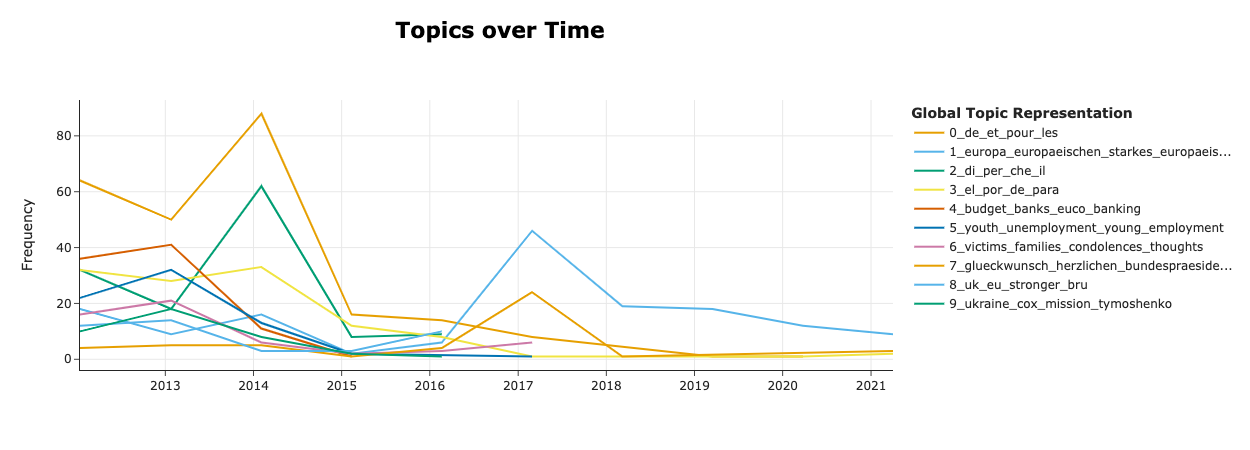 Topics over Time
Frequency
80
60
40
20
0
2013 2014 2015 2016 2017 2018 2019 2020 2021
Global Topic Representation
0_de_et_pour_les
1_europa_europaeischen_starkes_europaeis...
2_di_per_che_il
3_el_por_de_para
4_budget_banks_euco_banking
5_youth_unemployment_young_employment
6_victims_families_condolences_thoughts
7_glueckwunsch_herzlichen_bundespraeside...
8_uk_eu_stronger_bru
9_ukraine_cox_mission_tymoshenko